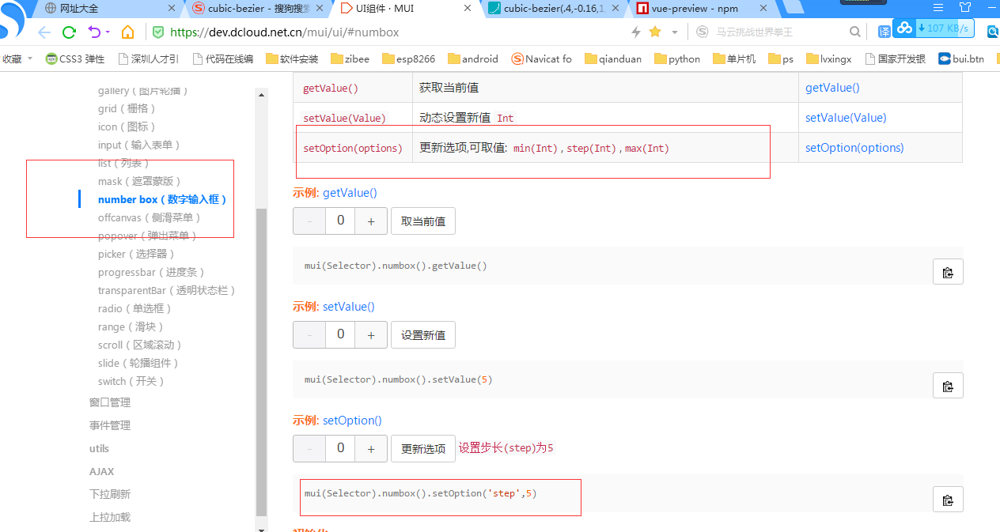 网址大全
cubic-bezier - 搜狗搜索
UI组件 · MUI
cubic-bezier(.4,-0.16,1
vue-preview - npm
https://dev.dcloud.net.cn/mui/ui/#numbox
马云挑战世界拳王
译
107 KB/s
收藏 CSS3 弹性 深圳人才引 代码在线编 软件安装 zibee esp8266 android Navicat fo qianduan python 单片机 ps lvxingx 国家开发银 bui.btn
gallery（图片轮播）
grid（栅格）
icon（图标）
input（输入表单）
list（列表）
mask（遮罩蒙版）
number box（数字输入框）
offcanvas（侧滑菜单）
popover（弹出菜单）
picker（选择器）
progressbar（进度条）
transparentBar（透明状态栏）
radio（单选框）
range（滑块）
scroll（区域滚动）
slide（轮播组件）
switch（开关）
窗口管理
事件管理
utils
AJAX
下拉刷新
上拉加载
getValue() 获取当前值 getValue()
setValue(Value) 动态设置新值 Int setValue(Value)
setOption(options) 更新选项,可取值: min(Int),step(Int),max(Int) setOption(options)
示例: getValue()
- 0 + 取当前值
mui(Selector).numbox().getValue()
示例: setValue()
- 0 + 设置新值
mui(Selector).numbox().setValue(5)
示例: setOption()
- 0 + 更新选项 设置步长(step)为5
mui(Selector).numbox().setOption('step',5)